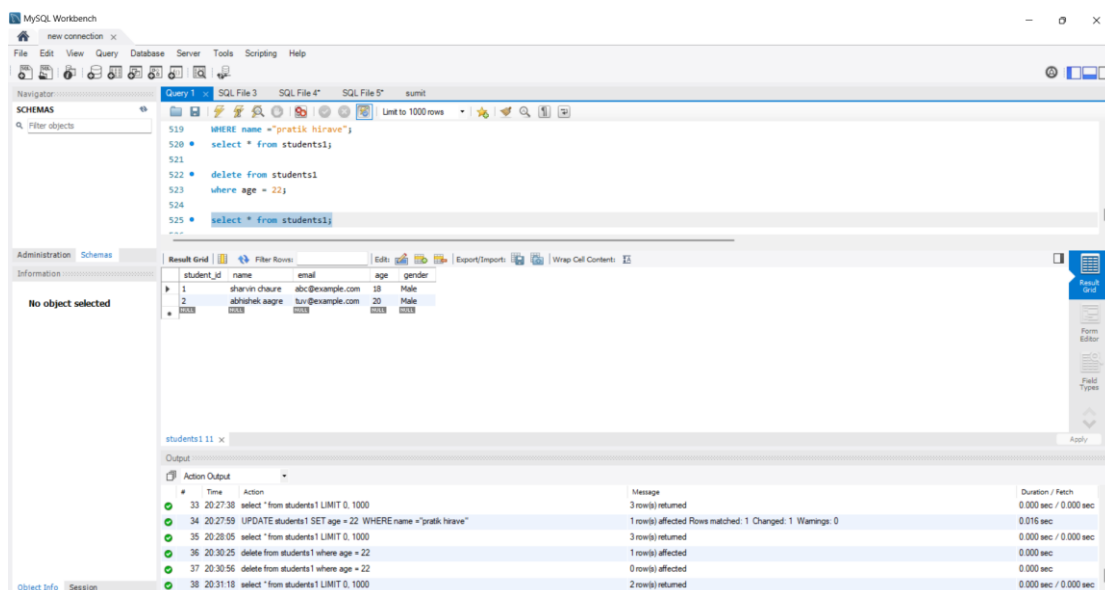 MySQL Workbench
new connection x
File Edit View Query Database Server Tools Scripting Help
Navigator
SCHEMAS
Filter objects
Query 1 x SQL File 3 SQL File 4* SQL File 5* sumit
Limit to 1000 rows
519 WHERE name ="pratik hirave";
520 select * from students1;
521
522 delete from students1
523 where age = 22;
524
525 select * from students1;
Administration Schemas
Information
No object selected
Result Grid Filter Rows: Edit: Export/Import: Wrap Cell Content:
student_id name email age gender
1 sharvin chaure abc@example.com 18 Male
2 abhishek aagre tuv@example.com 20 Male
NULL NULL NULL NULL NULL
Result Grid
Form Editor
Field Types
students1 11 x
Apply
Output
Action Output
# Time Action Message Duration / Fetch
33 20:27:38 select * from students1 LIMIT 0, 1000 3 row(s) returned 0.000 sec / 0.000 sec
34 20:27:59 UPDATE students1 SET age = 22 WHERE name ="pratik hirave" 1 row(s) affected Rows matched: 1 Changed: 1 Warnings: 0 0.016 sec
35 20:28:05 select * from students1 LIMIT 0, 1000 3 row(s) returned 0.000 sec / 0.000 sec
36 20:30:25 delete from students1 where age = 22 1 row(s) affected 0.000 sec
37 20:30:56 delete from students1 where age = 22 0 row(s) affected 0.000 sec
38 20:31:18 select * from students1 LIMIT 0, 1000 2 row(s) returned 0.000 sec / 0.000 sec
Object Info Session